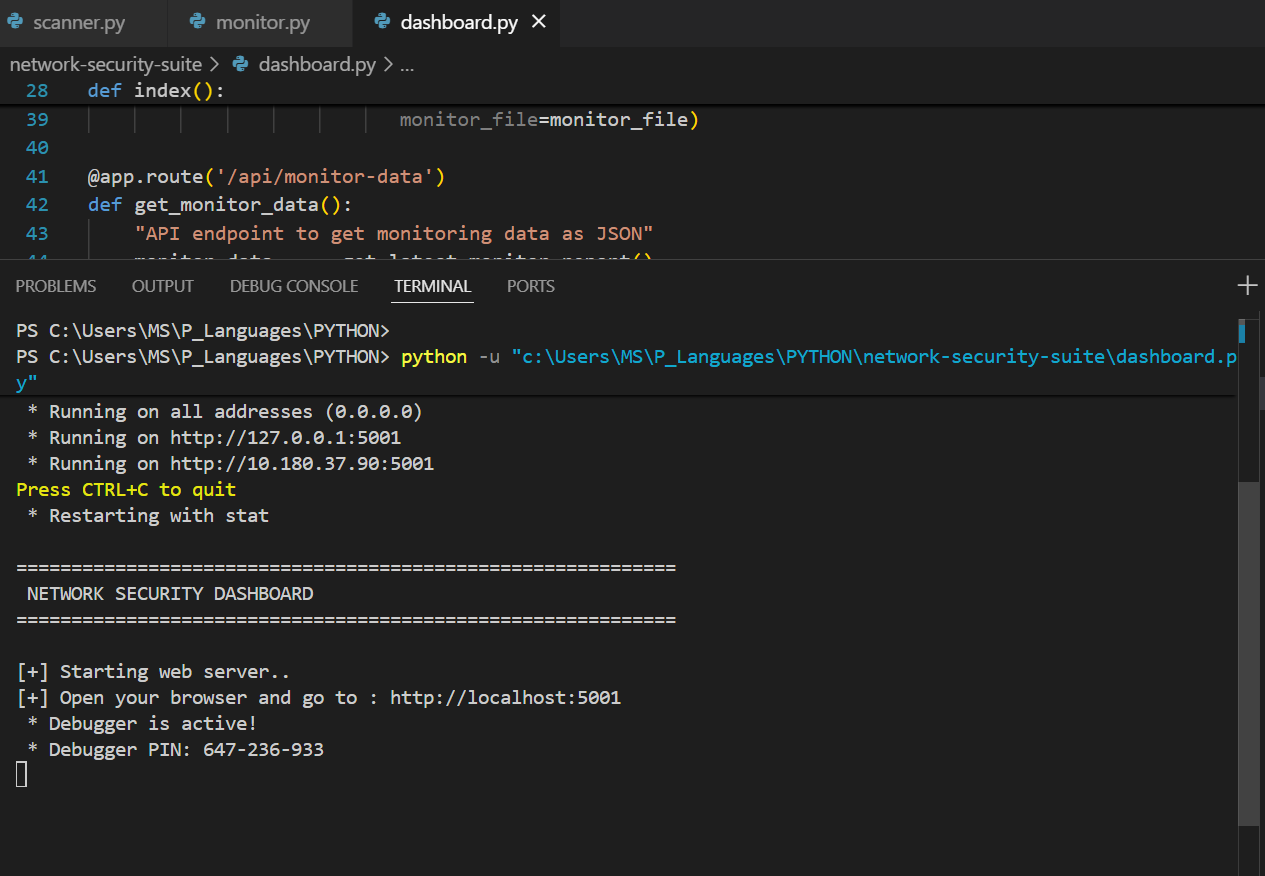 scanner.py monitor.py dashboard.py
network-security-suite > dashboard.py > ...
28 def index():
39 monitor_file=monitor_file)
40
41 @app.route('/api/monitor-data')
42 def get_monitor_data():
43 "API endpoint to get monitoring data as JSON"
PROBLEMS OUTPUT DEBUG CONSOLE TERMINAL PORTS
PS C:\Users\MS\P_Languages\PYTHON>
PS C:\Users\MS\P_Languages\PYTHON> python -u "c:\Users\MS\P_Languages\PYTHON\network-security-suite\dashboard.p
y"
* Running on all addresses (0.0.0.0)
* Running on http://127.0.0.1:5001
* Running on http://10.180.37.90:5001
Press CTRL+C to quit
* Restarting with stat
============================================================
NETWORK SECURITY DASHBOARD
============================================================
[+] Starting web server..
[+] Open your browser and go to : http://localhost:5001
* Debugger is active!
* Debugger PIN: 647-236-933